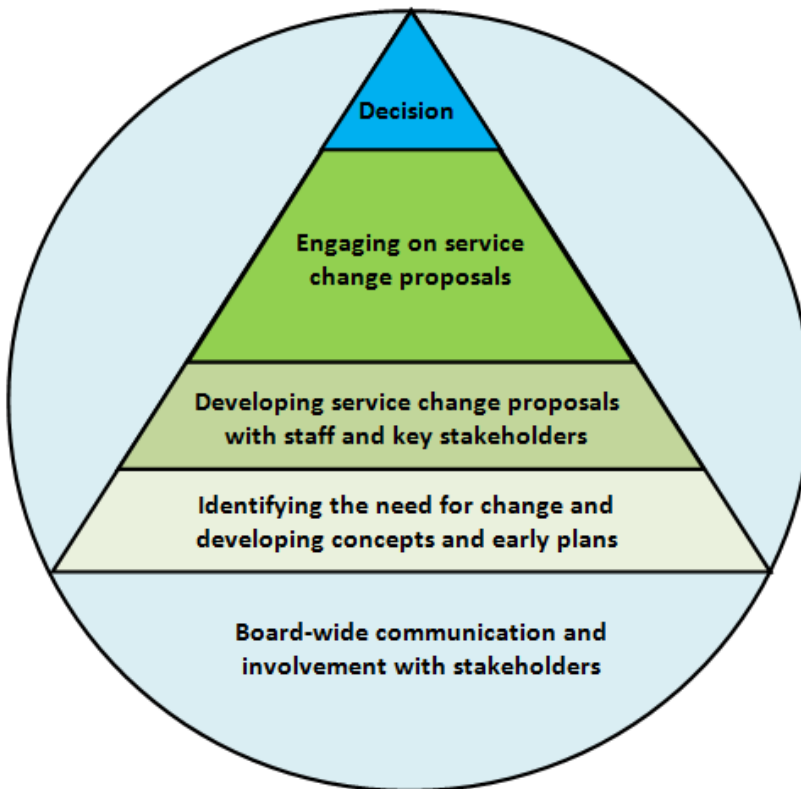 Decision
Engaging on service
change proposals
Developing service change proposals
with staff and key stakeholders
Identifying the need for change and
developing concepts and early plans
Board-wide communication and
involvement with stakeholders